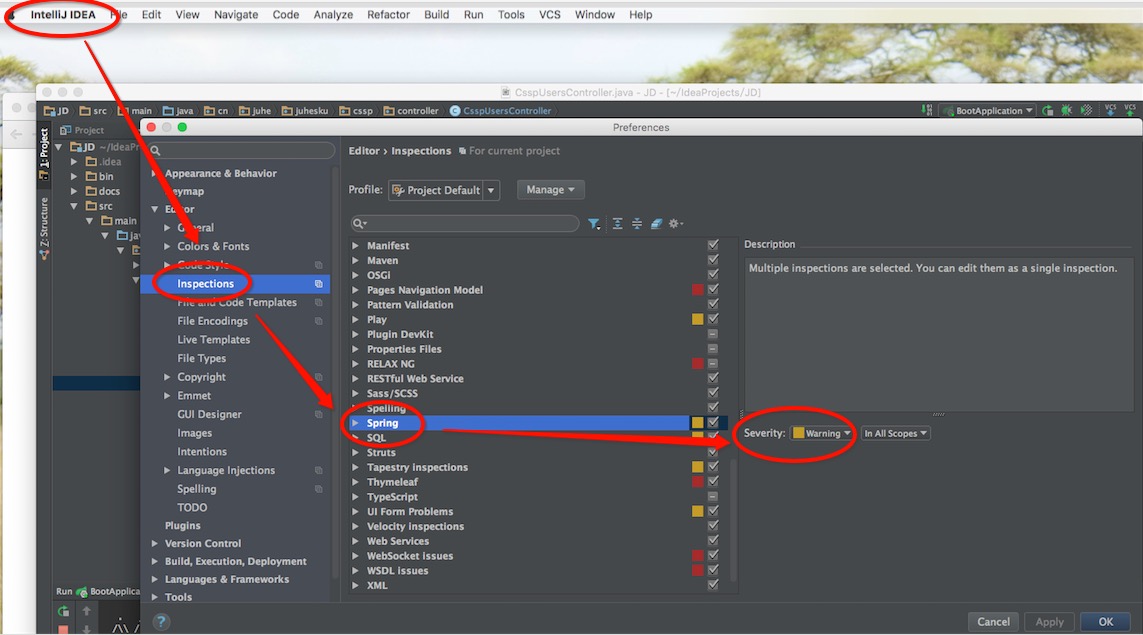 IntelliJ IDEA File Edit View Navigate Code Analyze Refactor Build Run Tools VCS Window Help
CsspUsersController.java - JD - [~/IdeaProjects/JD]
JD src main java cn juhe juhesku cssp controller CsspUsersController BootApplication VCS VCS
Preferences
1: Project
Z: Structure
Project
JD ~/IdeaPr
.idea
bin
docs
src
main
jav
Run BootApplica
Appearance & Behavior
Keymap
Editor
General
Colors & Fonts
Code Style
Inspections
File and Code Templates
File Encodings
Live Templates
File Types
Copyright
Emmet
GUI Designer
Images
Intentions
Language Injections
Spelling
TODO
Plugins
Version Control
Build, Execution, Deployment
Languages & Frameworks
Tools
?
Editor › Inspections For current project
Profile: Project Default Manage
Manifest
Maven
OSGi
Pages Navigation Model
Pattern Validation
Play
Plugin DevKit
Properties Files
RELAX NG
RESTful Web Service
Sass/SCSS
Spelling
Spring
SQL
Struts
Tapestry inspections
Thymeleaf
TypeScript
UI Form Problems
Velocity inspections
Web Services
WebSocket issues
WSDL issues
XML
Description
Multiple inspections are selected. You can edit them as a single inspection.
Severity: Warning In All Scopes
Cancel Apply OK